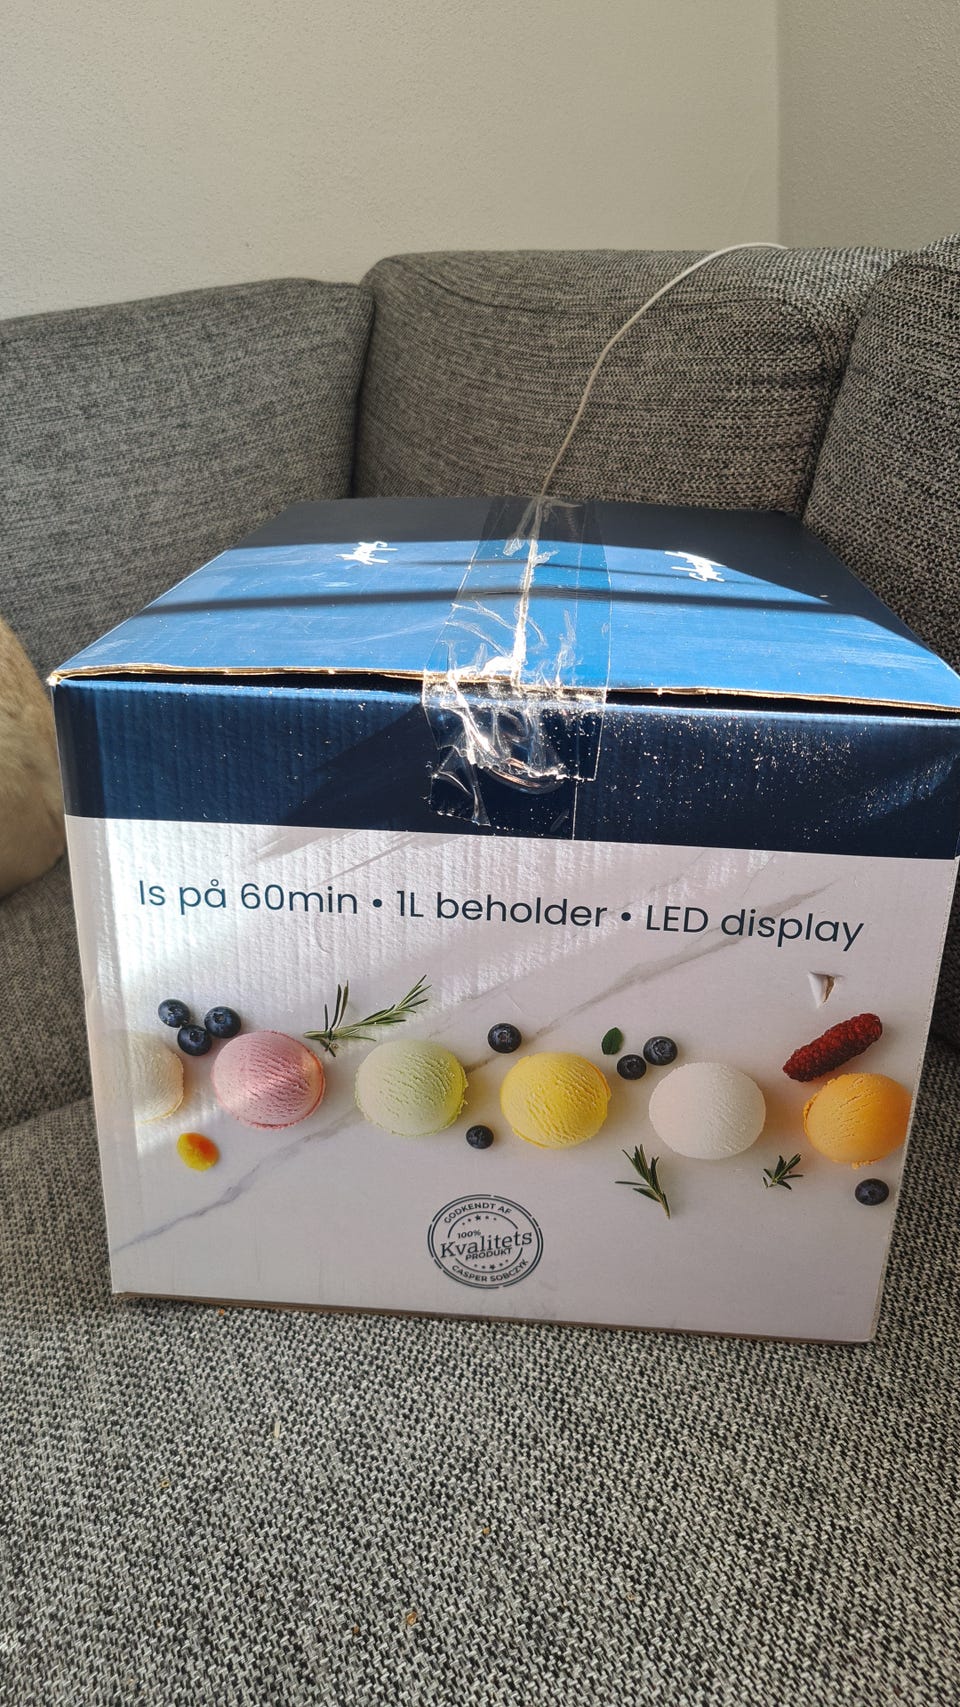 Is på 60min • 1L beholder • LED display
GODKENDT AF
100%
Kvalitets
PRODUKT
CASPER SOBCZYK